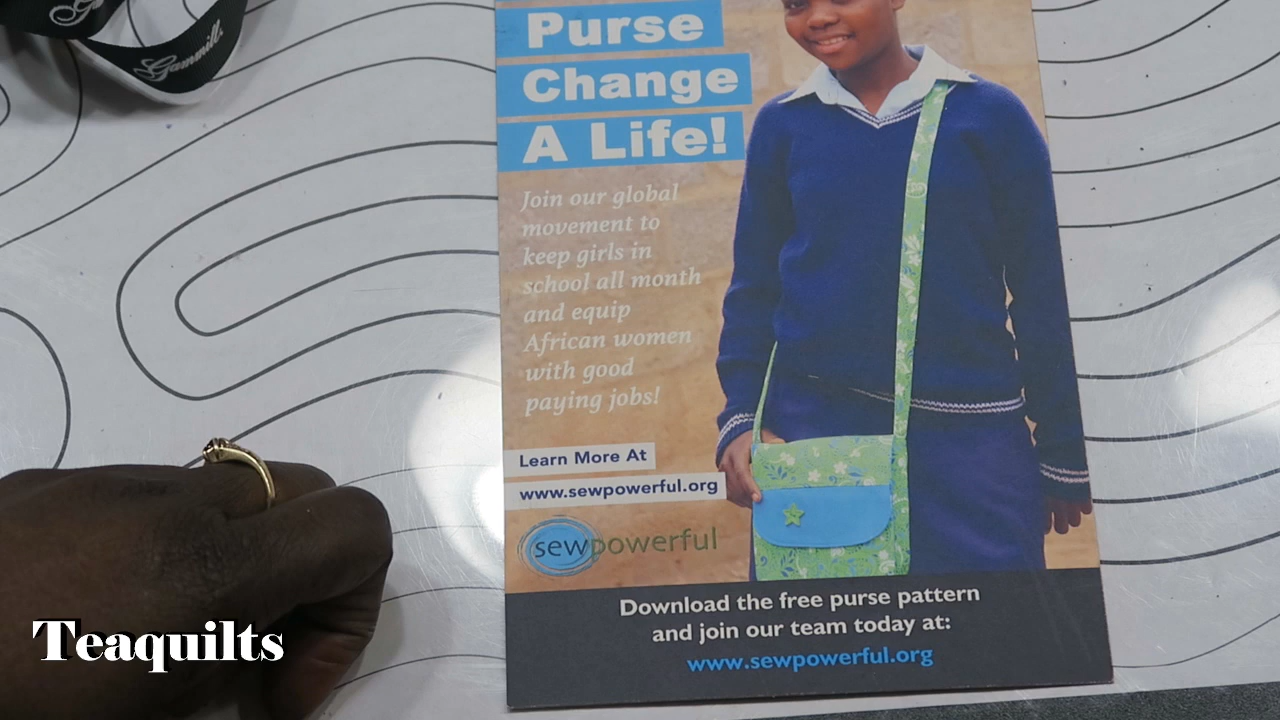 Gammill.
Purse
Change
A Life!
Join our global
movement to
keep girls in
school all month
and equip
African women
with good
paying jobs!
Learn More At
www.sewpowerful.org
sewpowerful
Download the free purse pattern
and join our team today at:
www.sewpowerful.org
Teaquilts